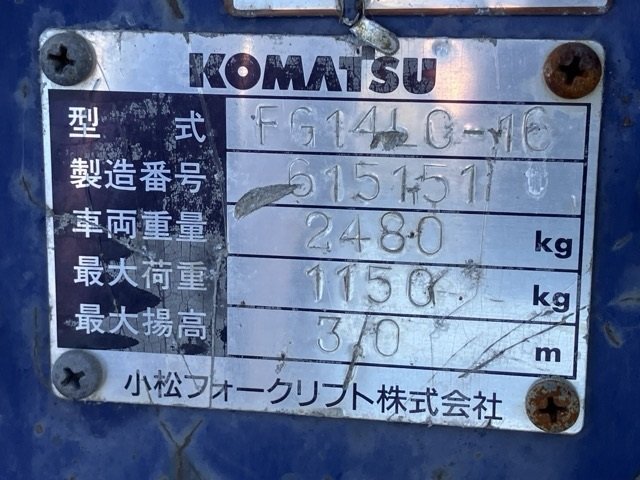 KOMATSU
型式 FG14LC-16
製造番号 615151
車両重量 2480 kg
最大荷重 1150 kg
最大揚高 3.0 m
小松フォークリフト株式会社